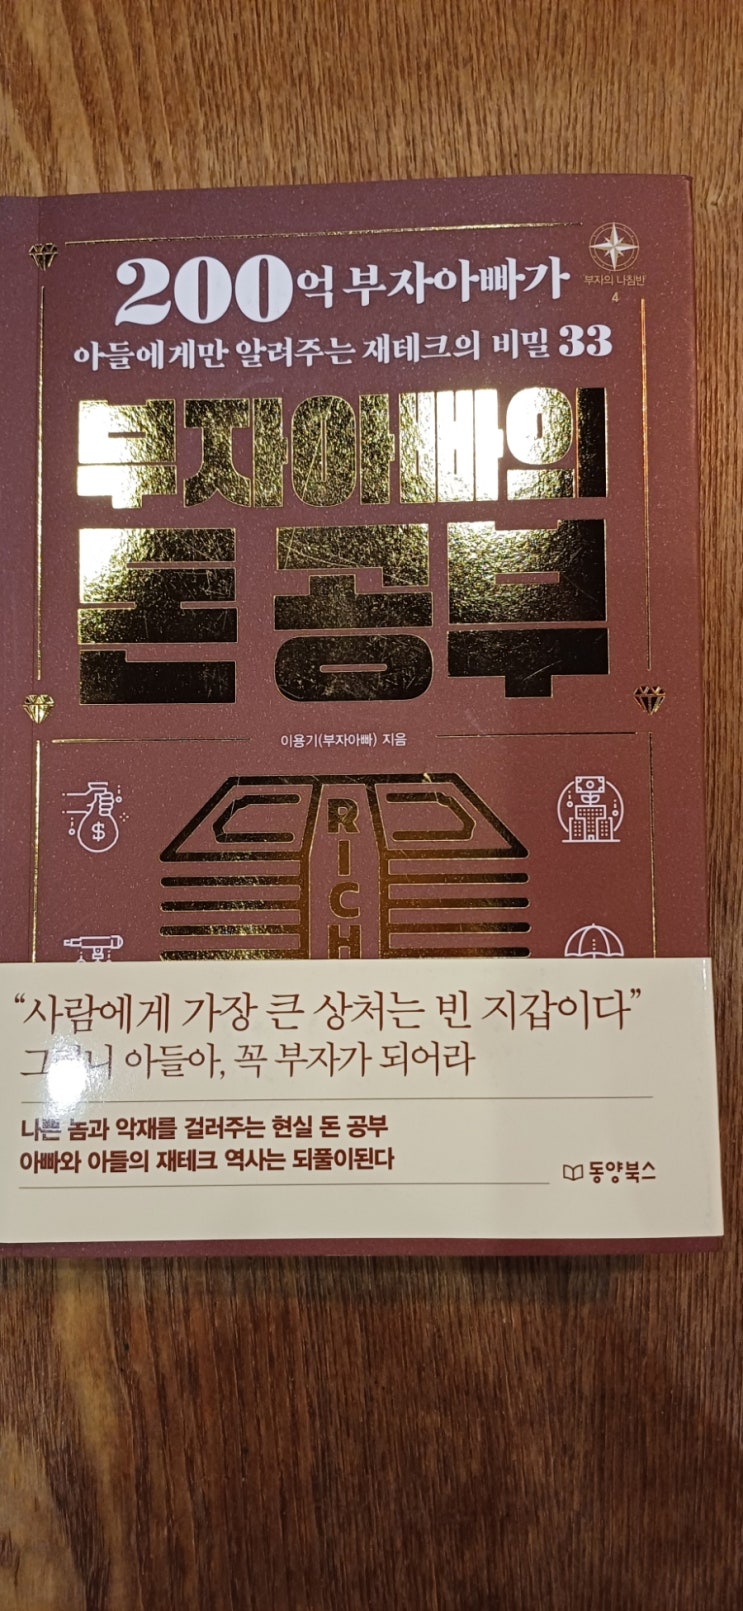 200억 부자아빠가
부자의 나침반
4
아들에게만 알려주는 재테크의 비밀 33
부자아빠의
돈 공부
이용기(부자아빠) 지음
RICH
“사람에게 가장 큰 상처는 빈 지갑이다”
아들아, 꼭 부자가 되어라
나쁜 놈과 악재를 걸러주는 현실 돈 공부
아빠와 아들의 재테크 역사는 되풀이된다
동양북스